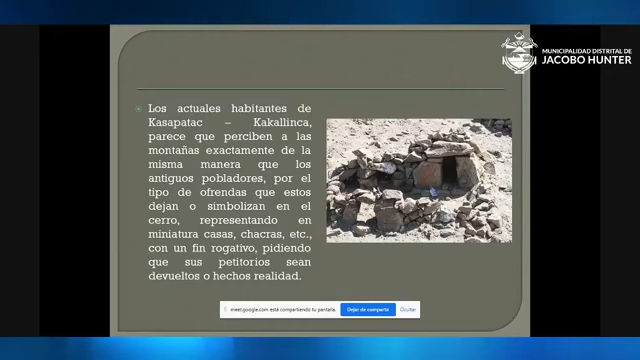 MUNICIPALIDAD DISTRITAL DE
JACOBO HUNTER
Los actuales habitantes de
Kasapatac – Kakallinca,
parece que perciben a las
montañas exactamente de la
misma manera que los
antiguos pobladores, por el
tipo de ofrendas que estos
dejan o simbolizan en el
cerro, representando en
miniatura casas, chacras, etc.,
con un fin rogativo, pidiendo
que sus petitorios sean
devueltos o hechos realidad.
meet.google.com está compartiendo tu pantalla. Dejar de compartir Ocultar